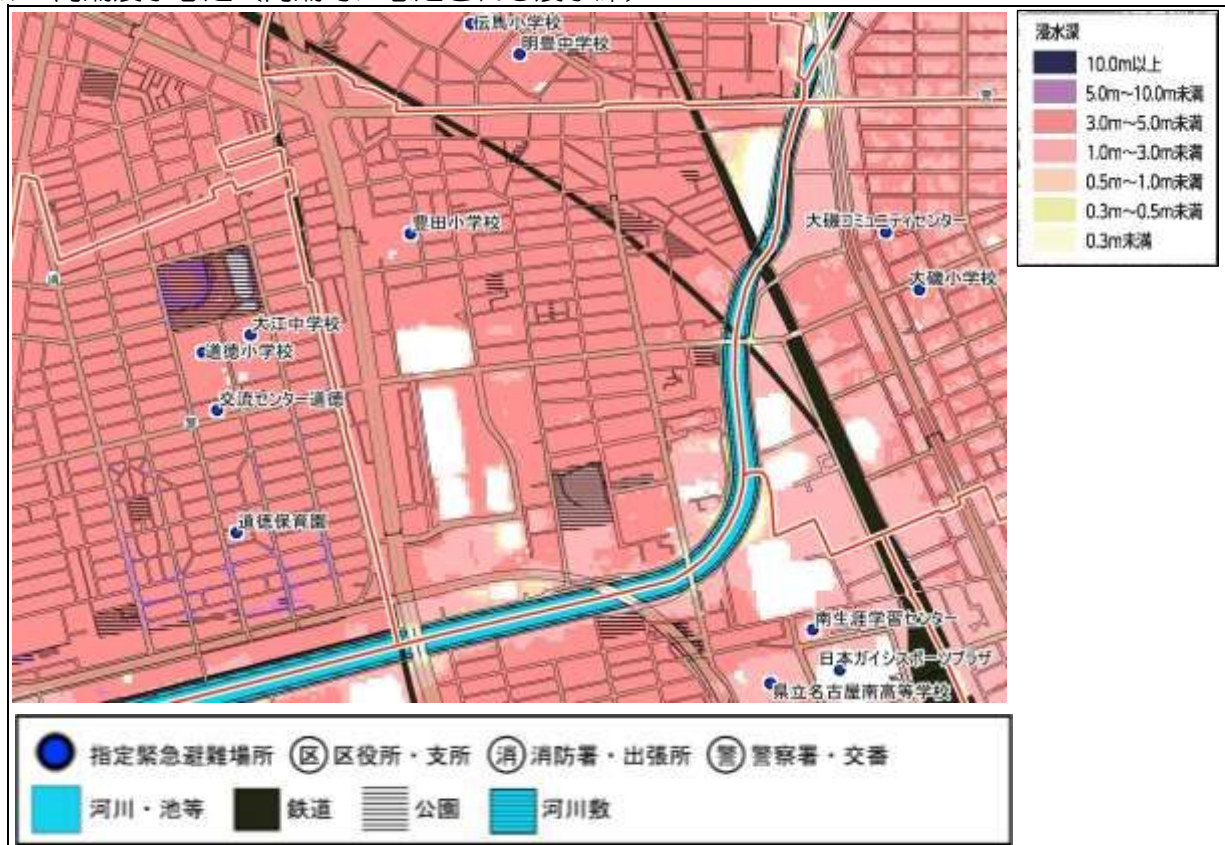 伝馬小学校
明豊中学校
警
豊田小学校
大磯コミュニティセンター
大磯小学校
消
大江中学校
道徳小学校
交流センター道徳
道徳保育園
南生涯学習センター
日本ガイシスポーツプラザ
県立名古屋南高等学校
浸水深
10.0m以上
5.0m～10.0m未満
3.0m～5.0m未満
1.0m～3.0m未満
0.5m～1.0m未満
0.3m～0.5m未満
0.3m未満
指定緊急避難場所 区 区役所・支所 消 消防署・出張所 警 警察署・交番
河川・池等 鉄道 公園 河川敷